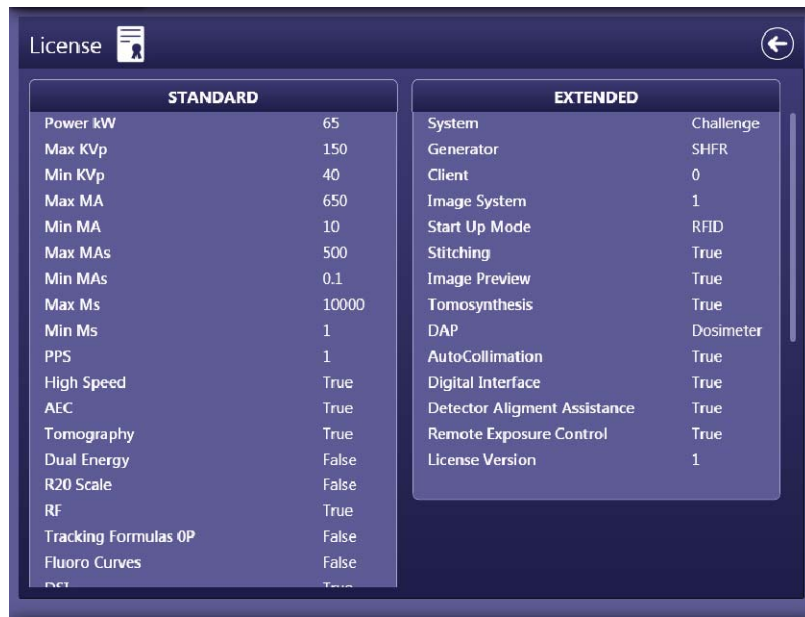 License
STANDARD
Power kW 65
Max KVp 150
Min KVp 40
Max MA 650
Min MA 10
Max MAs 500
Min MAs 0.1
Max Ms 10000
Min Ms 1
PPS 1
High Speed True
AEC True
Tomography True
Dual Energy False
R20 Scale False
RF True
Tracking Formulas 0P False
Fluoro Curves False
EXTENDED
System Challenge
Generator SHFR
Client 0
Image System 1
Start Up Mode RFID
Stitching True
Image Preview True
Tomosynthesis True
DAP Dosimeter
AutoCollimation True
Digital Interface True
Detector Aligment Assistance True
Remote Exposure Control True
License Version 1